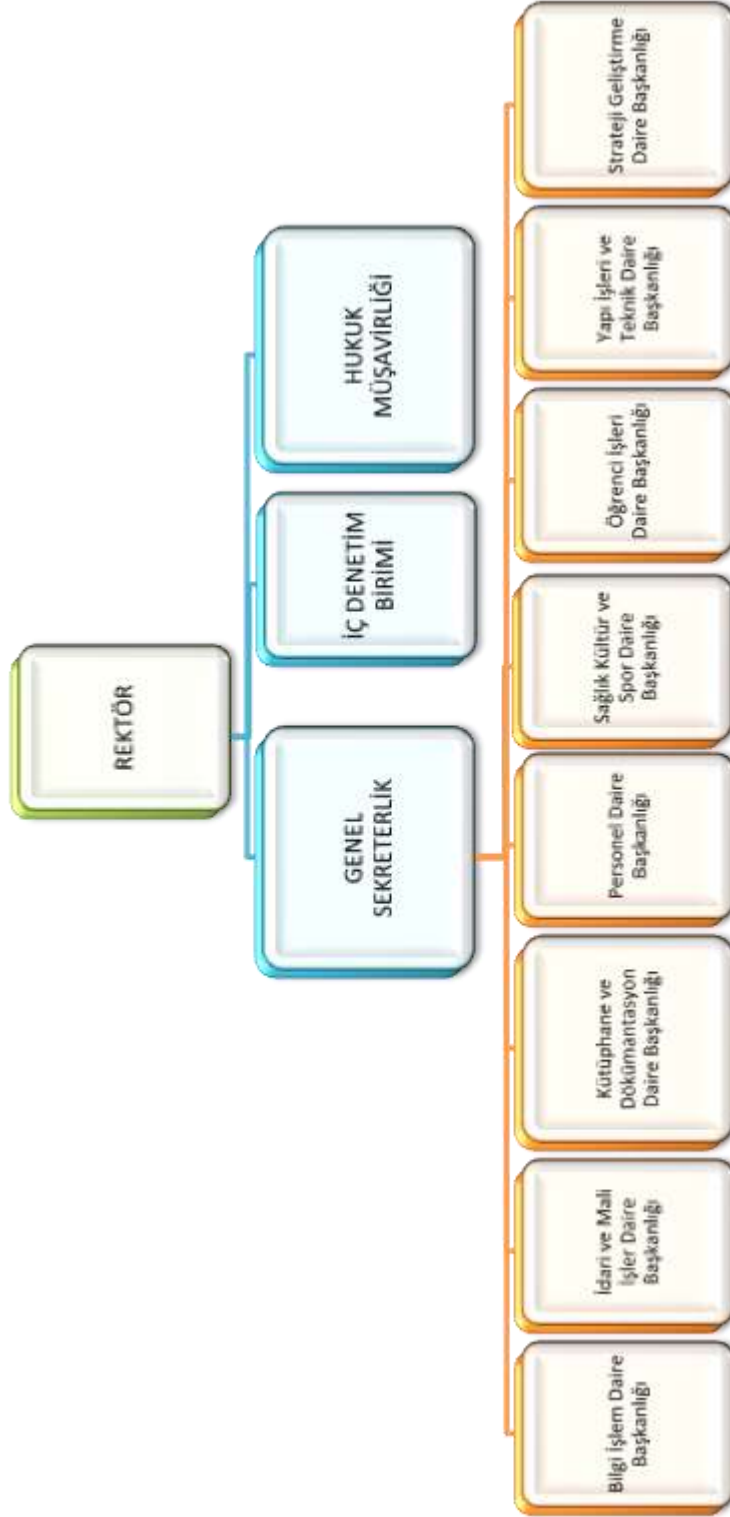 REKTÖR
GENEL
SEKRETERLİK
İÇ DENETİM
BİRİMİ
HUKUK
MÜŞAVİRLİĞİ
Bilgi İşlem Daire
Başkanlığı
İdari ve Mali
İşler Daire
Başkanlığı
Kütüphane ve
Dökümantasyon
Daire Başkanlığı
Personel Daire
Başkanlığı
Sağlık Kültür ve
Spor Daire
Başkanlığı
Öğrenci İşleri
Daire Başkanlığı
Yapı İşleri ve
Teknik Daire
Başkanlığı
Strateji Geliştirme
Daire Başkanlığı